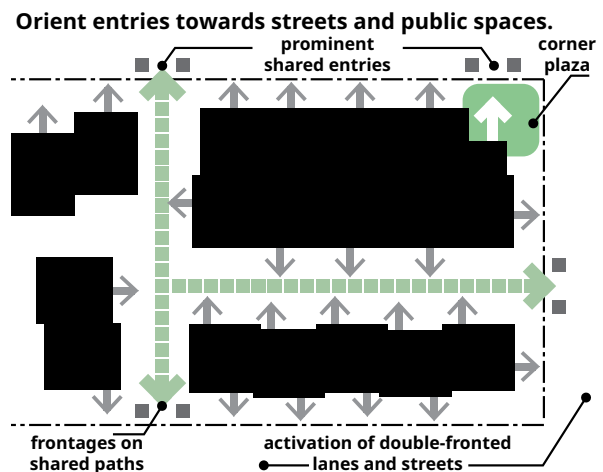 Orient entries towards streets and public spaces.
prominent
shared entries
corner
plaza
frontages on
shared paths
activation of double-fronted
lanes and streets